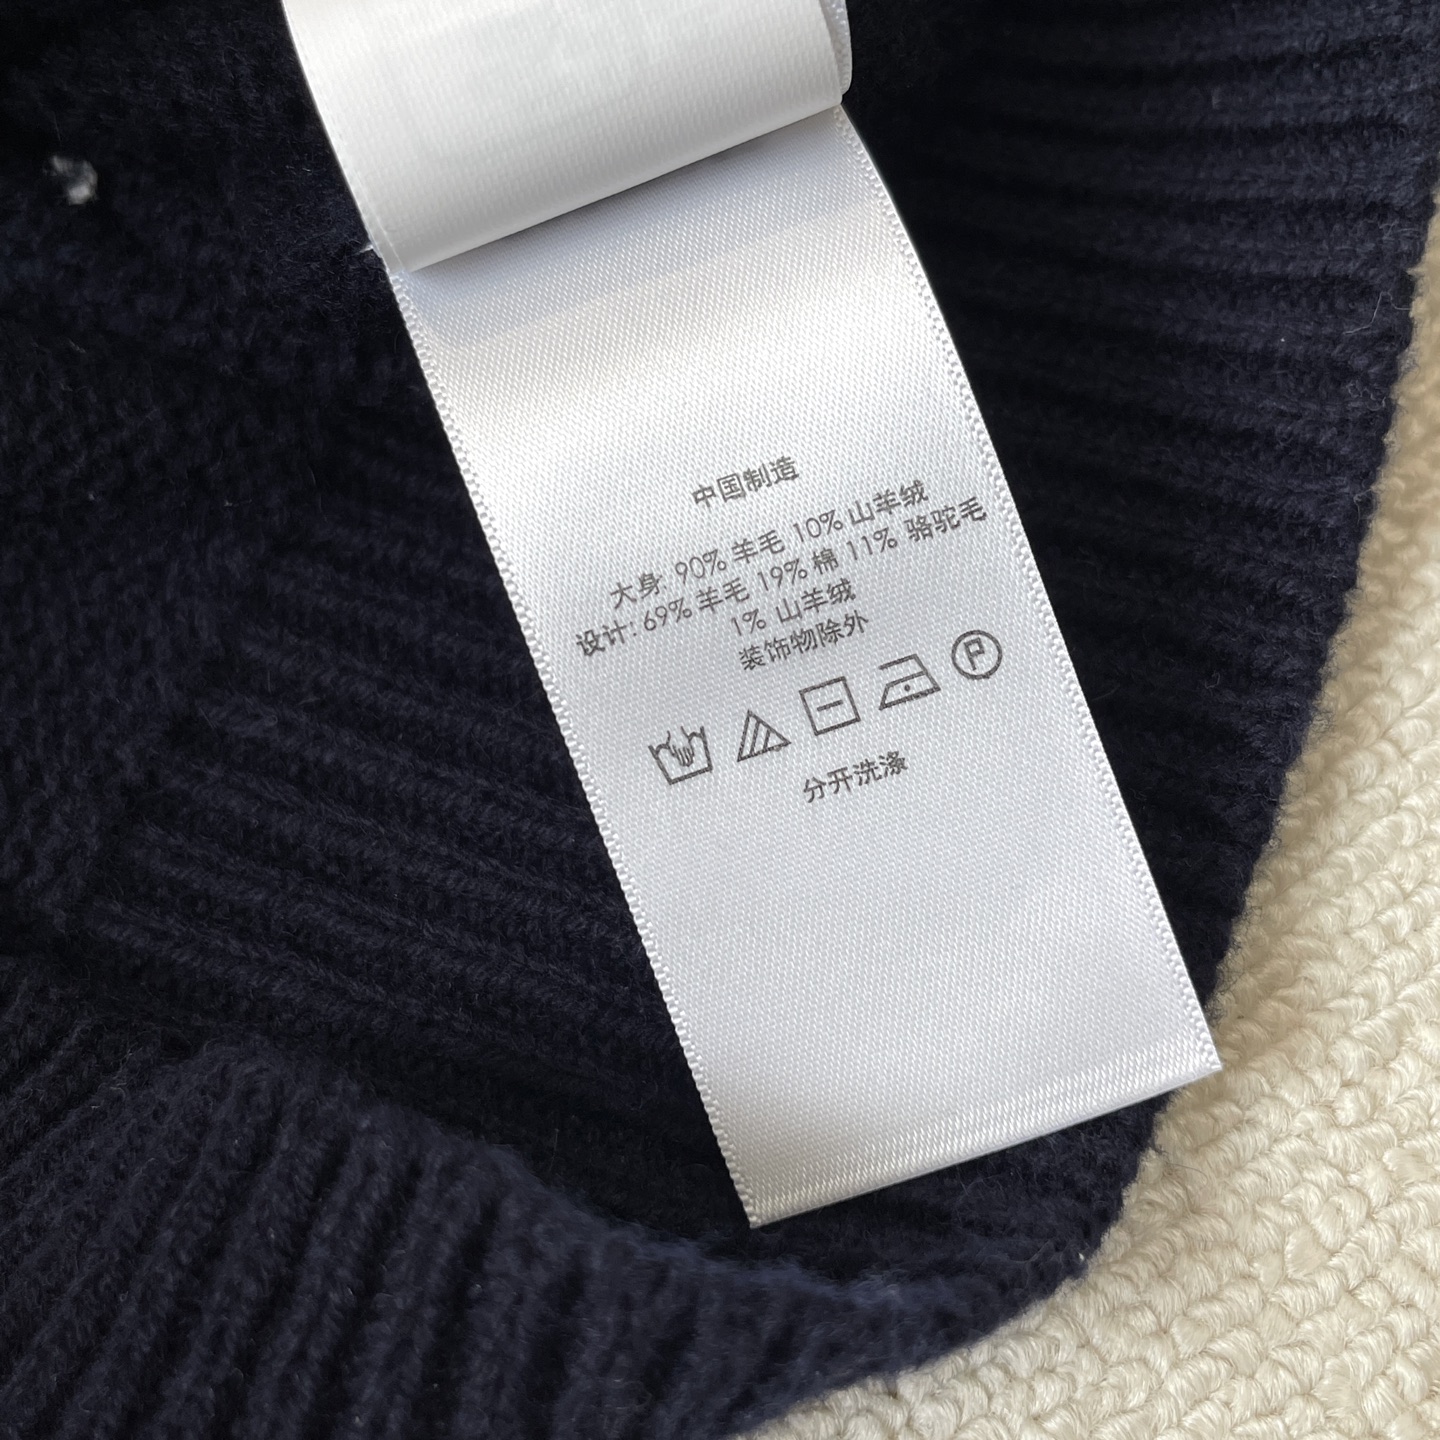 中国制造
大身: 90% 羊毛 10% 山羊绒
设计: 69% 羊毛 19% 棉 11% 骆驼毛
1% 山羊绒
装饰物除外
P
分开洗涤